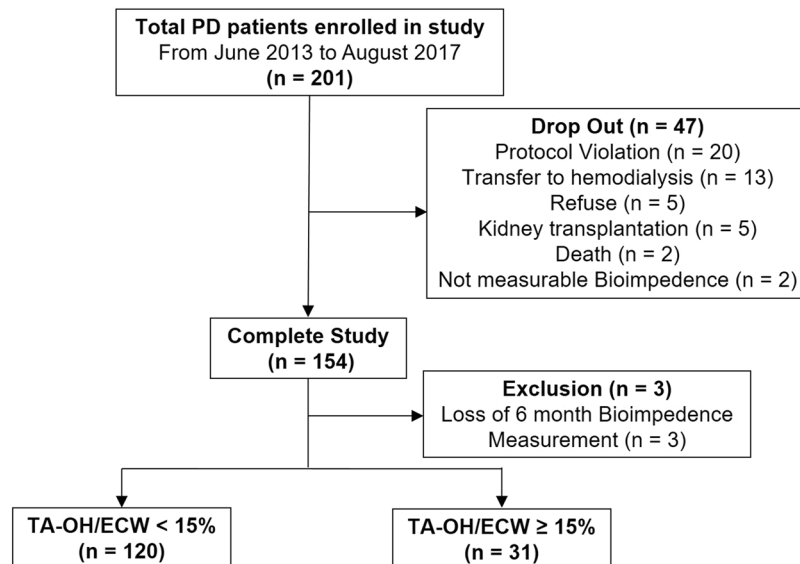 Total PD patients enrolled in study
From June 2013 to August 2017
(n = 201)
Drop Out (n = 47)
Protocol Violation (n = 20)
Transfer to hemodialysis (n = 13)
Refuse (n = 5)
Kidney transplantation (n = 5)
Death (n = 2)
Not measurable Bioimpedence (n = 2)
Complete Study
(n = 154)
Exclusion (n = 3)
Loss of 6 month Bioimpedence
Measurement (n = 3)
TA-OH/ECW < 15%
(n = 120)
TA-OH/ECW ≥ 15%
(n = 31)